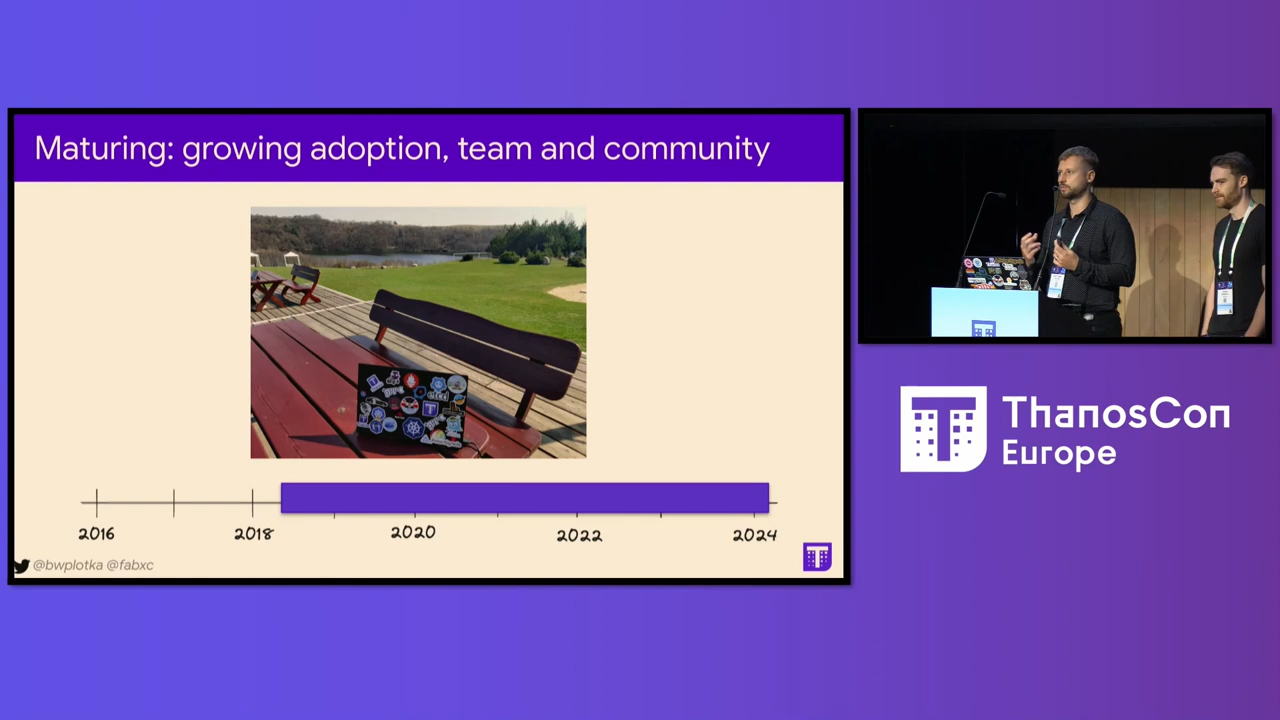 Maturing: growing adoption, team and community
2016
2018
2020
2022
2024
@bwplotka @fabxc
ThanosCon
Europe